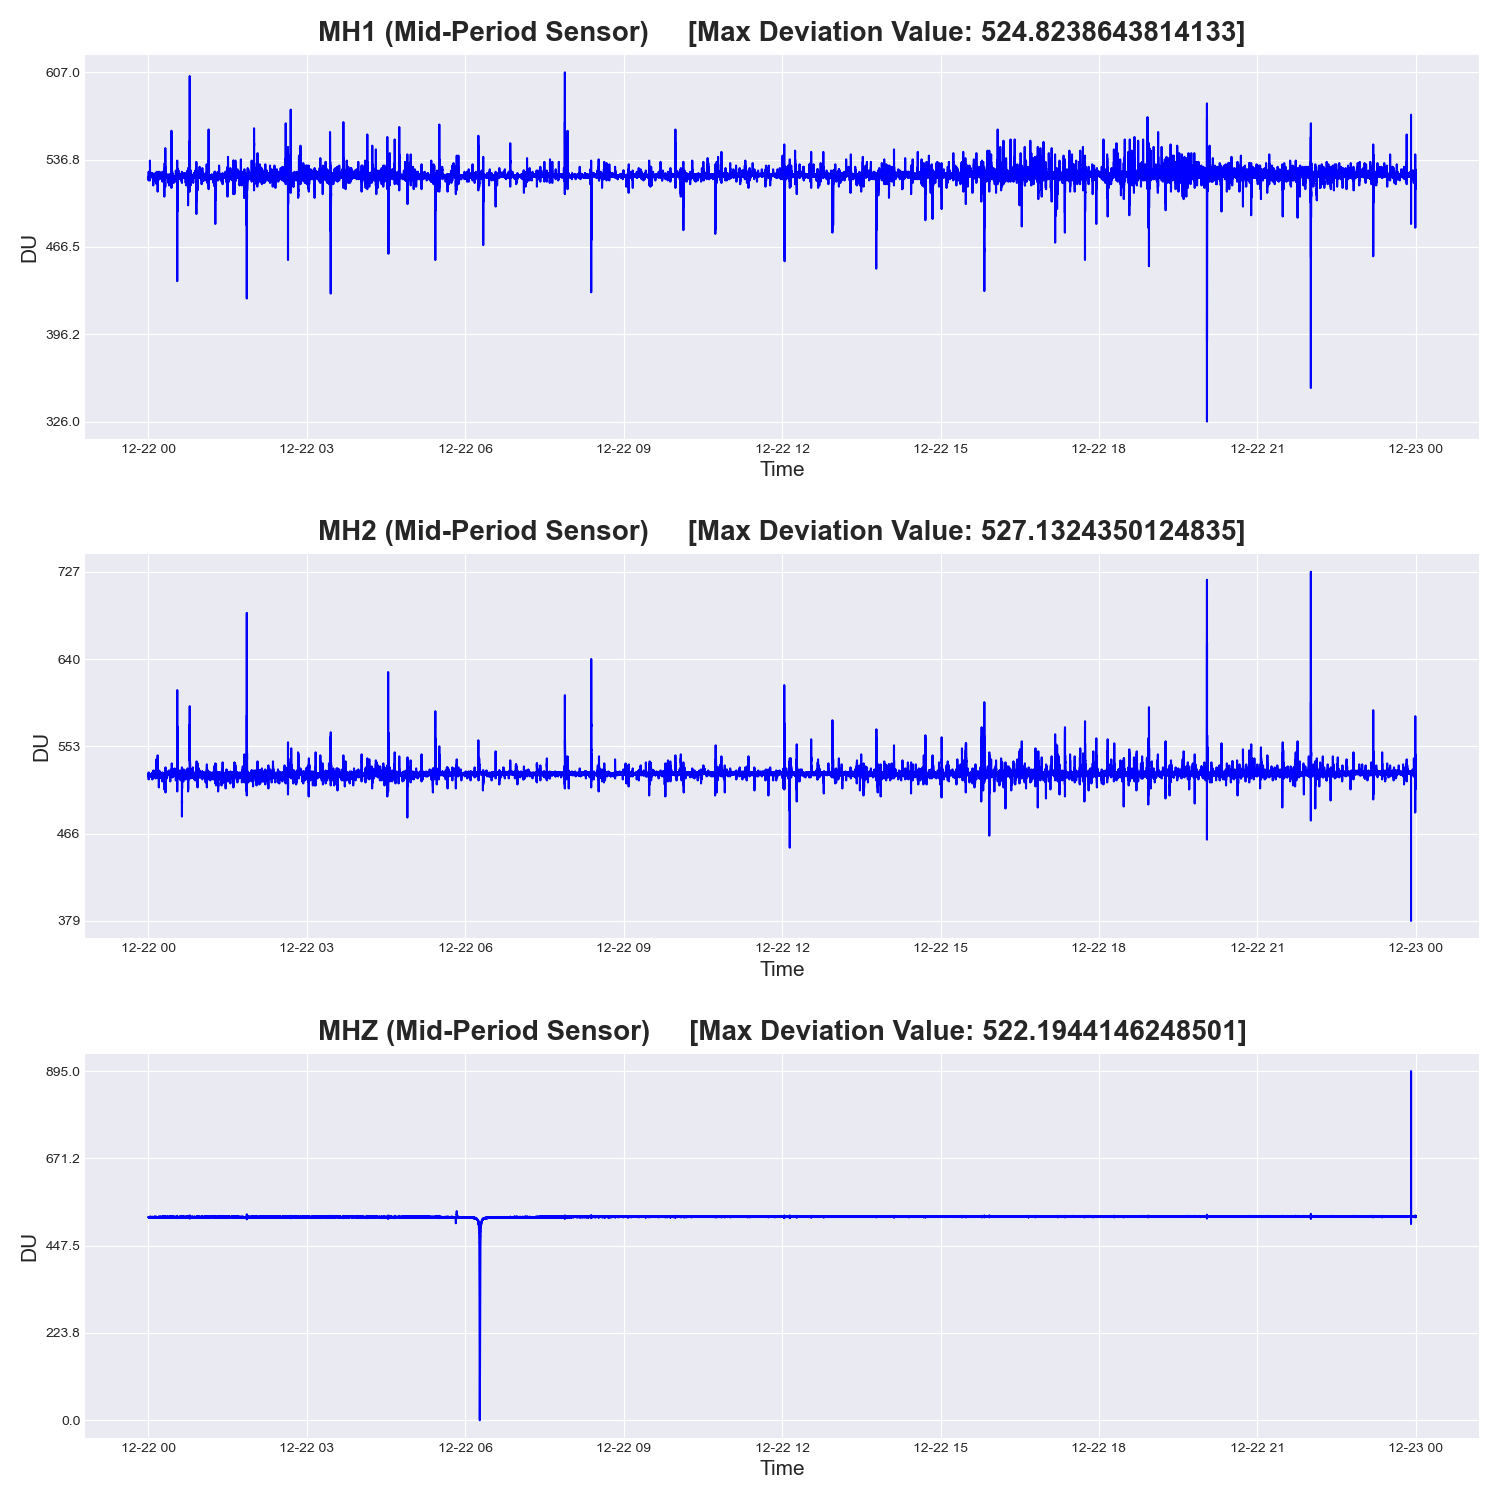 MH1 (Mid-Period Sensor) [Max Deviation Value: 524.8238643814133]
607.0
536.8
466.5
396.2
326.0
DU
12-22 00 12-22 03 12-22 06 12-22 09 12-22 12 12-22 15 12-22 18 12-22 21 12-23 00
Time
MH2 (Mid-Period Sensor) [Max Deviation Value: 527.1324350124835]
727
640
553
466
379
DU
12-22 00 12-22 03 12-22 06 12-22 09 12-22 12 12-22 15 12-22 18 12-22 21 12-23 00
Time
MHZ (Mid-Period Sensor) [Max Deviation Value: 522.1944146248501]
895.0
671.2
447.5
223.8
0.0
DU
12-22 00 12-22 03 12-22 06 12-22 09 12-22 12 12-22 15 12-22 18 12-22 21 12-23 00
Time